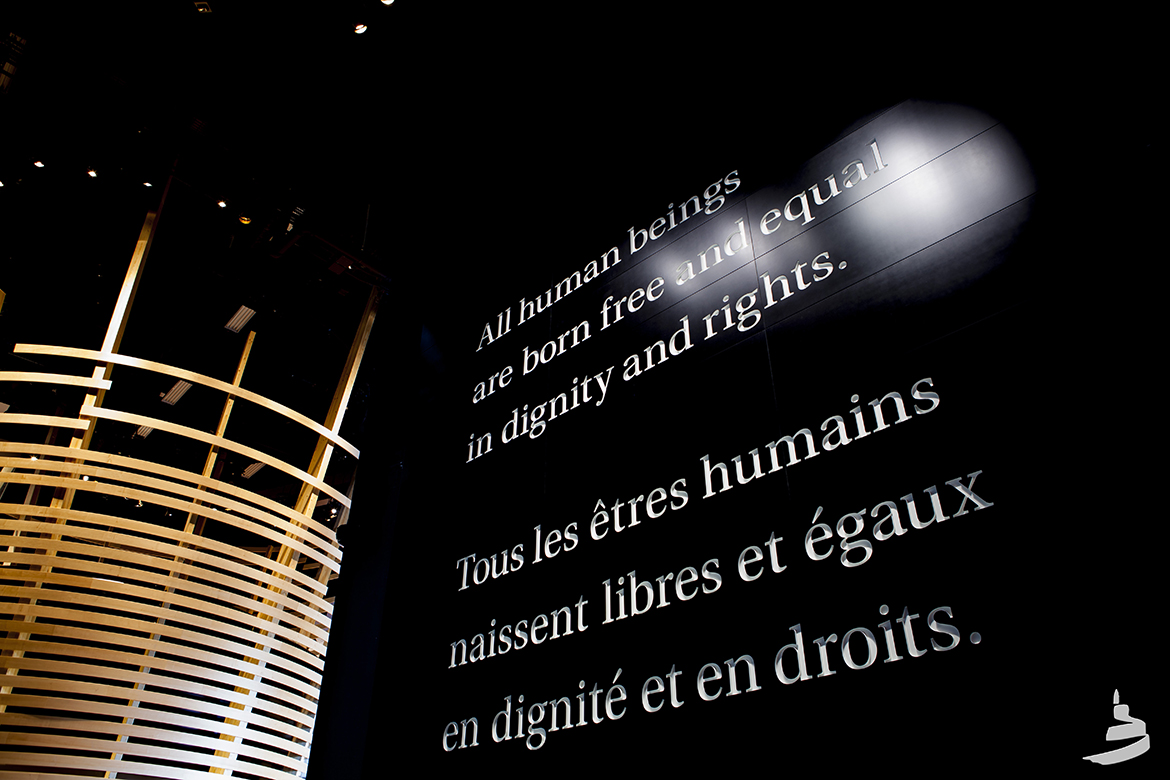 All human beings
are born free and equal
in dignity and rights.
Tous les êtres humains
naissent libres et égaux
en dignité et en droits.